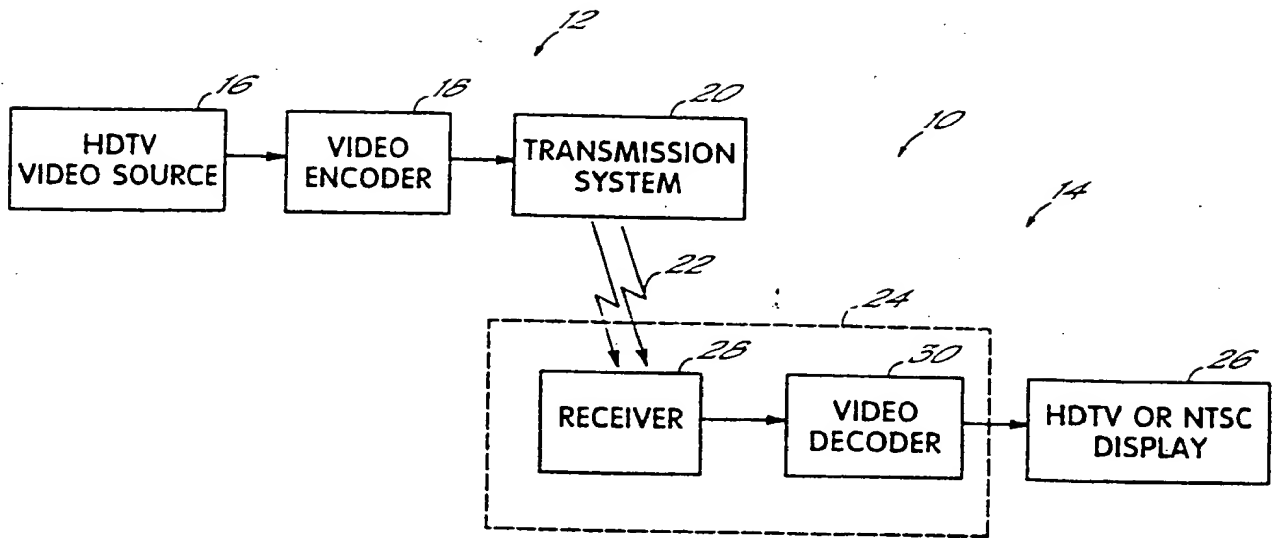 12
16
18
20
10
HDTV
VIDEO SOURCE
VIDEO
ENCODER
TRANSMISSION
SYSTEM
14
22
24
28
30
26
RECEIVER
VIDEO
DECODER
HDTV OR NTSC
DISPLAY